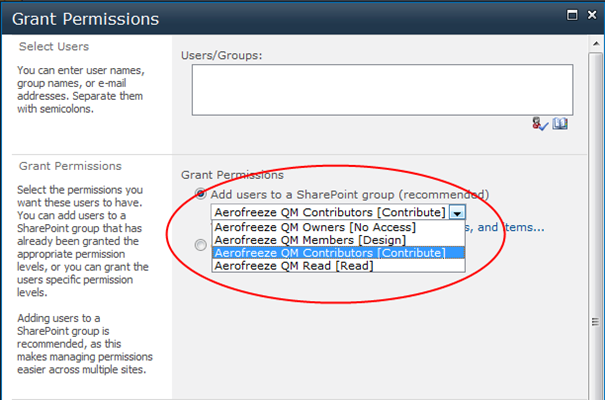 Grant Permissions
Select Users
You can enter user names,
group names, or e-mail
addresses. Separate them
with semicolons.
Users/Groups:
Grant Permissions
Select the permissions you
want these users to have.
You can add users to a
SharePoint group that has
already been granted the
appropriate permission
levels, or you can grant the
users specific permission
levels.
Adding users to a
SharePoint group is
recommended, as this
makes managing permissions
easier across multiple sites.
Grant Permissions
Add users to a SharePoint group (recommended)
Aerofreeze QM Contributors [Contribute]
Aerofreeze QM Owners [No Access]
s, and items...
Aerofreeze QM Members [Design]
Aerofreeze QM Contributors [Contribute]
Aerofreeze QM Read [Read]